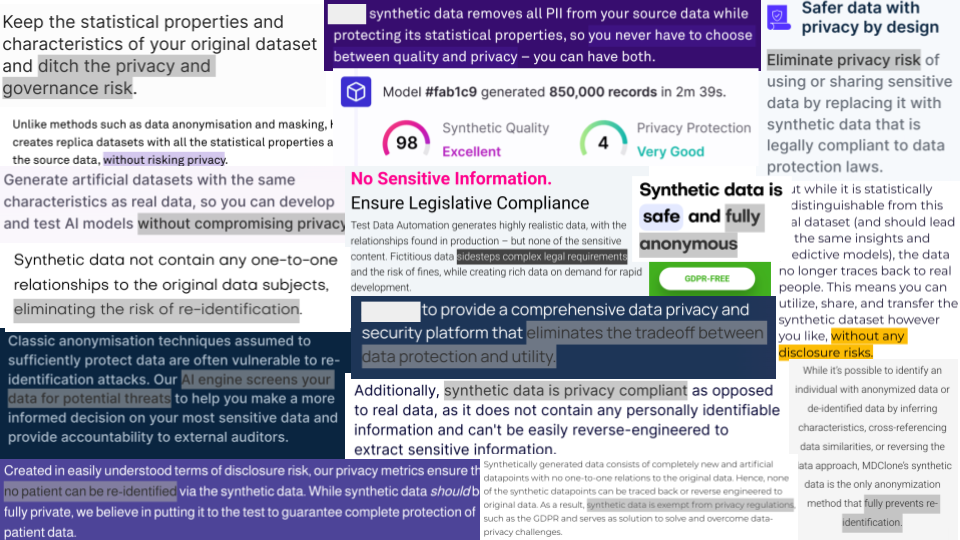 Keep the statistical properties and
characteristics of your original dataset
and ditch the privacy and
governance risk.
synthetic data removes all PII from your source data while
protecting its statistical properties, so you never have to choose
between quality and privacy – you can have both.
Safer data with
privacy by design
Eliminate privacy risk of
using or sharing sensitive
data by replacing it with
synthetic data that is
legally compliant to data
protection laws.
Model #fab1c9 generated 850,000 records in 2m 39s.
98
Synthetic Quality
Excellent
4
Privacy Protection
Very Good
Unlike methods such as data anonymisation and masking,
creates replica datasets with all the statistical properties a
the source data, without risking privacy.
Generate artificial datasets with the same
characteristics as real data, so you can develop
and test AI models without compromising privacy
No Sensitive Information.
Ensure Legislative Compliance
Test Data Automation generates highly realistic data, with the
relationships found in production – but none of the sensitive
content. Fictitious data sidesteps complex legal requirements
and the risk of fines, while creating rich data on demand for rapid
development.
Synthetic data is
safe and fully
anonymous
GDPR-FREE
ut while it is statistically
distinguishable from this
al dataset (and should lead
the same insights and
edictive models), the data
no longer traces back to real
people. This means you can
utilize, share, and transfer the
synthetic dataset however
you like, without any
disclosure risks.
Synthetic data not contain any one-to-one
relationships to the original data subjects,
eliminating the risk of re-identification.
to provide a comprehensive data privacy and
security platform that eliminates the tradeoff between
data protection and utility.
Classic anonymisation techniques assumed to
sufficiently protect data are often vulnerable to re-
identification attacks. Our AI engine screens your
data for potential threats to help you make a more
informed decision on your most sensitive data and
provide accountability to external auditors.
Additionally, synthetic data is privacy compliant as opposed
to real data, as it does not contain any personally identifiable
information and can't be easily reverse-engineered to
extract sensitive information.
While it's possible to identify an
individual with anonymized data or
de-identified data by inferring
characteristics, cross-referencing
data similarities, or reversing the
data approach, MDClone's synthetic
data is the only anonymization
method that fully prevents re-
identification.
Created in easily understood terms of disclosure risk, our privacy metrics ensure th
no patient can be re-identified via the synthetic data. While synthetic data should b
fully private, we believe in putting it to the test to guarantee complete protection of
patient data.
Synthetically generated data consists of completely new and artificial
datapoints with no one-to-one relations to the original data. Hence, none
of the synthetic datapoints can be traced back or reverse engineered to
original data. As a result, synthetic data is exempt from privacy regulations,
such as the GDPR and serves as solution to solve and overcome data-
privacy challenges.